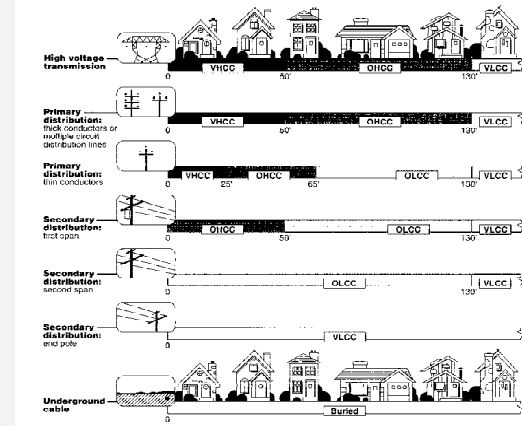 High voltage
transmission
VHCC OHCC VLCC
0 50' 130'
Primary
distribution:
thick conductors or
multiple circuit
distribution lines
VHCC OHCC VLCC
0 50' 130'
Primary
distribution:
thin conductors
VHCC OHCC OLCC VLCC
0 25' 65' 130'
Secondary
distribution:
first span
OHCC OLCC VLCC
0 50' 130'
Secondary
distribution:
second span
OLCC VLCC
0 130'
Secondary
distribution:
end pole
VLCC
0
Underground
cable
Buried
0